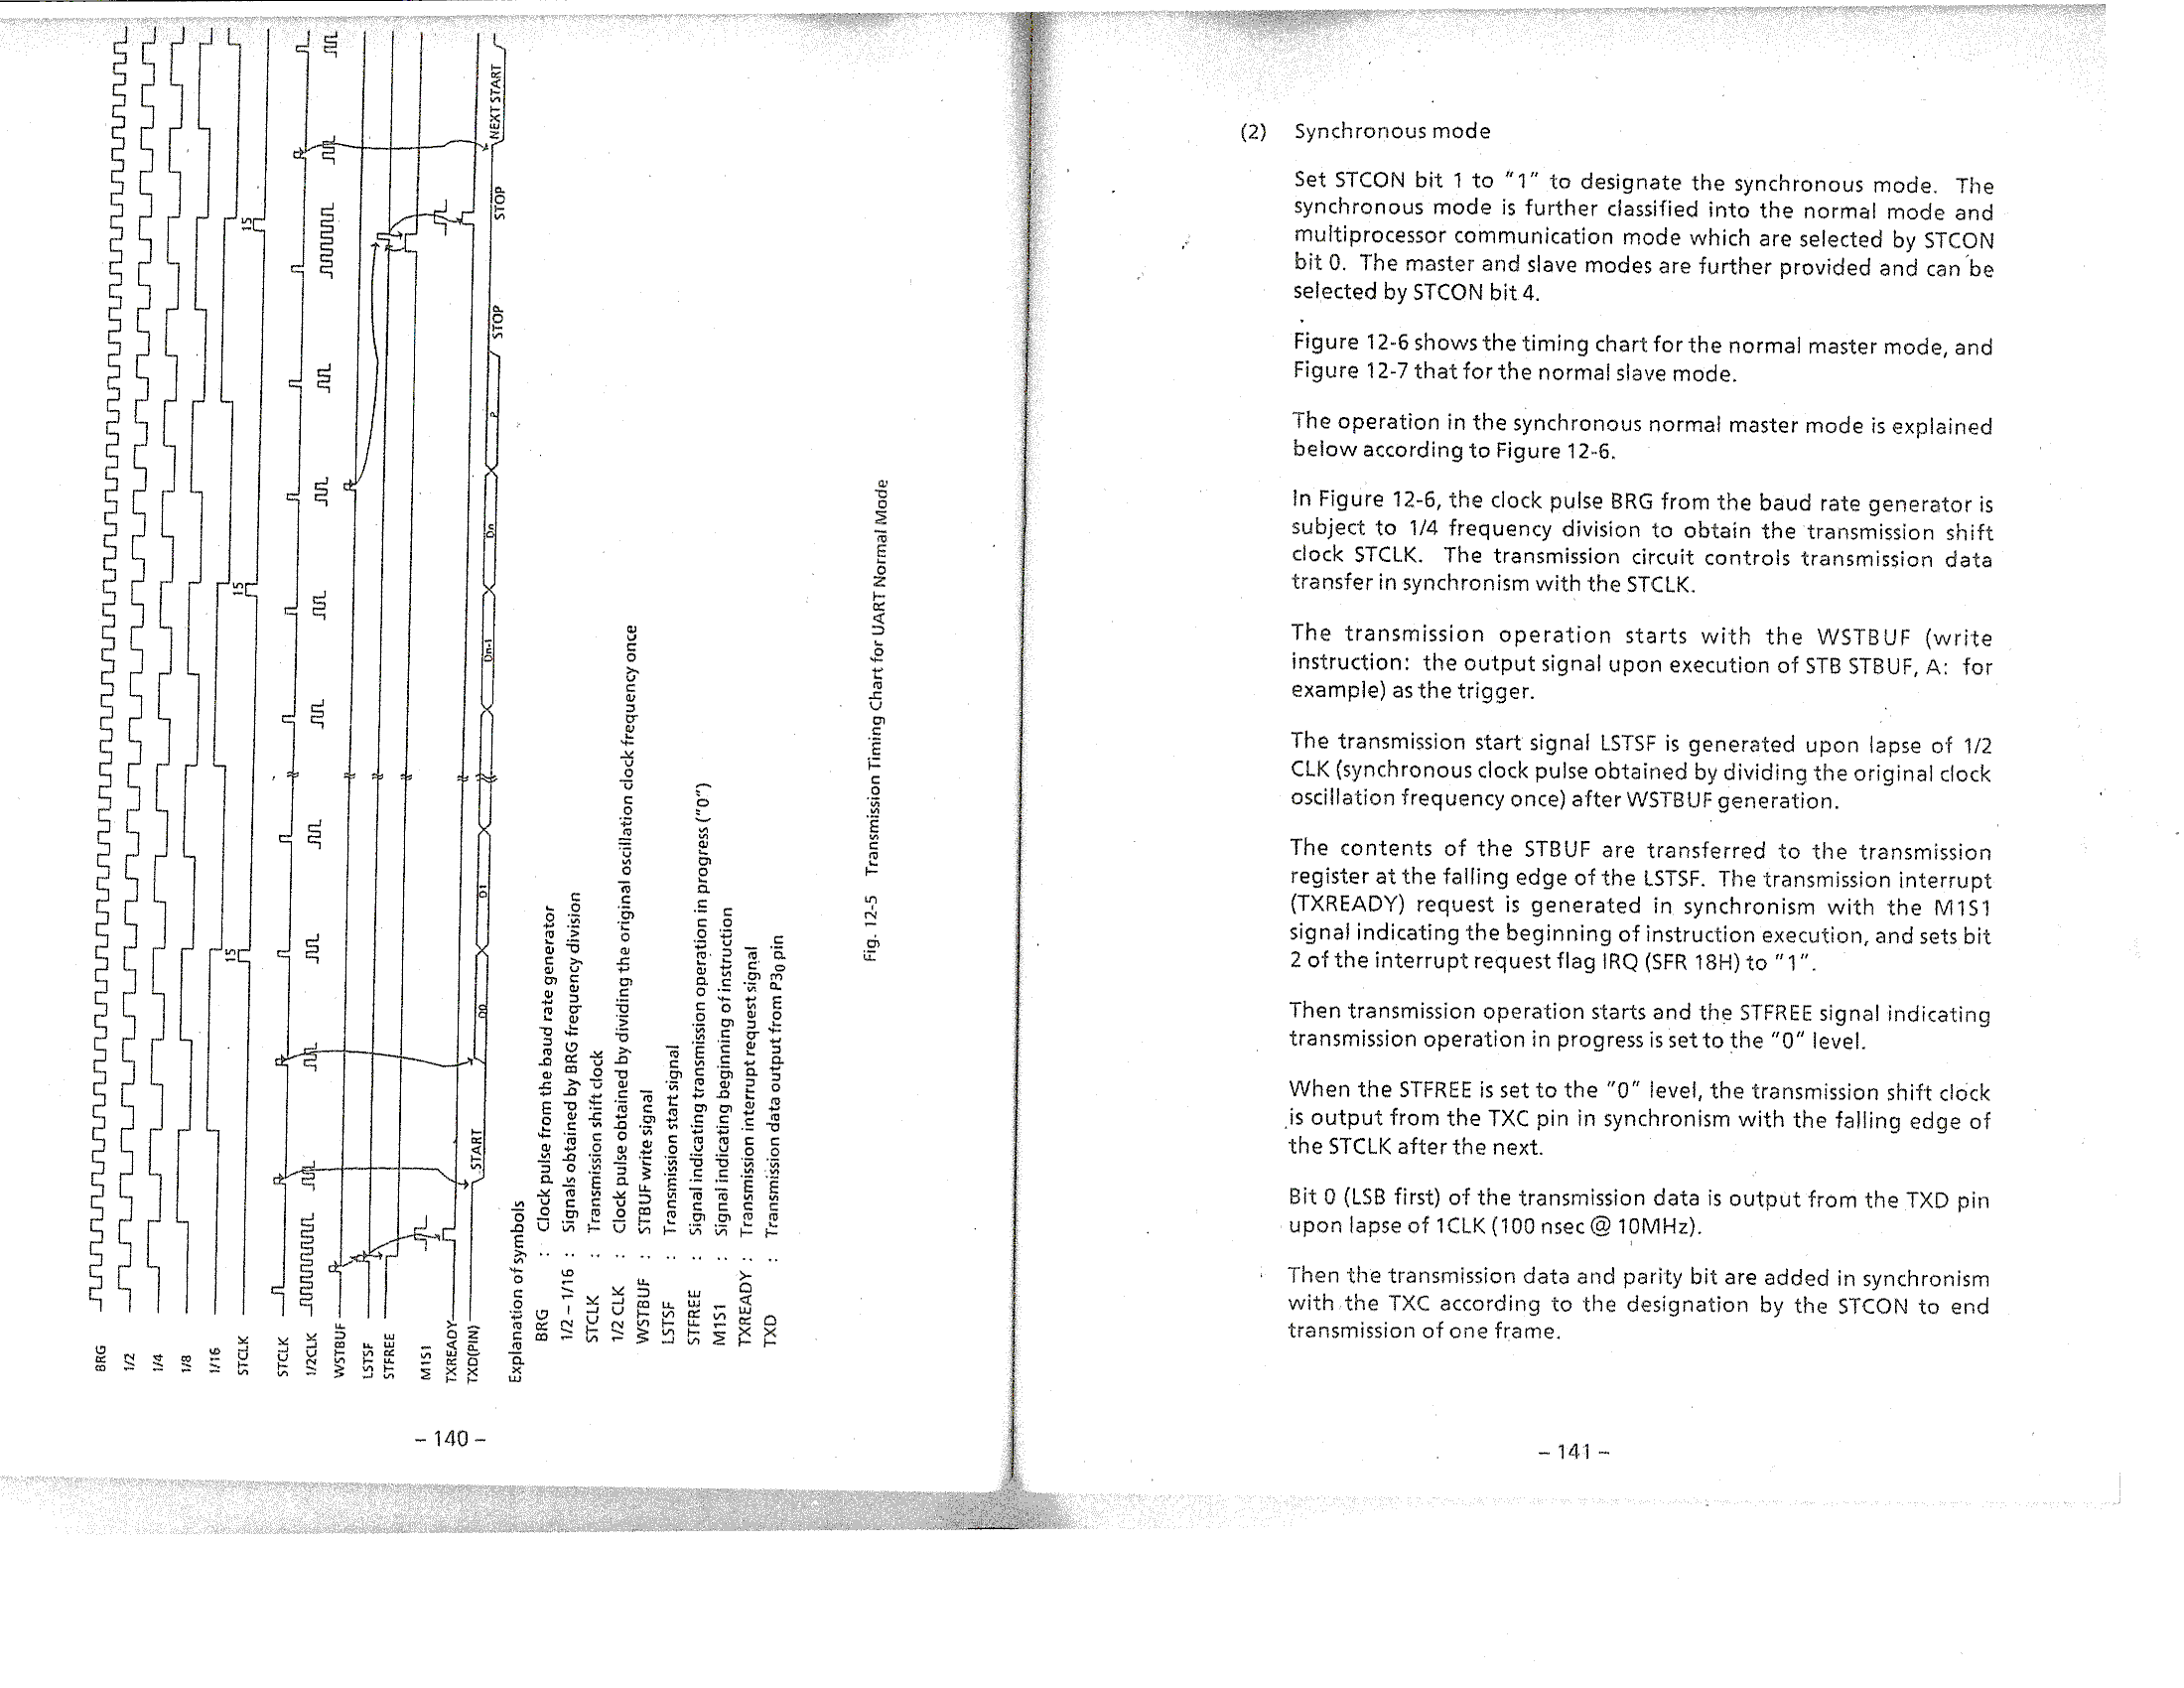 BRG
1/2
1/4
1/8
1/16
STCLK
15
15
15
STCLK
1/2CLK
WSTBUF
LSTSF
STFREE
M1S1
TXREADY
TXD(PIN)
START
D0
D1
Dn-1
Dn
P
STOP
STOP
NEXT START
Explanation of symbols
BRG : Clock pulse from the baud rate generator
1/2 – 1/16 : Signals obtained by BRG frequency division
STCLK : Transmission shift clock
1/2 CLK : Clock pulse obtained by dividing the original oscillation clock frequency once
WSTBUF : STBUF write signal
LSTSF : Transmission start signal
STFREE : Signal indicating transmission operation in progress ("0")
M1S1 : Signal indicating beginning of instruction
TXREADY : Transmission interrupt request signal
TXD : Transmission data output from P3₀ pin
Fig. 12-5 Transmission Timing Chart for UART Normal Mode
– 140 –
(2) Synchronous mode
Set STCON bit 1 to "1" to designate the synchronous mode. The
synchronous mode is further classified into the normal mode and
multiprocessor communication mode which are selected by STCON
bit 0. The master and slave modes are further provided and can be
selected by STCON bit 4.
Figure 12-6 shows the timing chart for the normal master mode, and
Figure 12-7 that for the normal slave mode.
The operation in the synchronous normal master mode is explained
below according to Figure 12-6.
In Figure 12-6, the clock pulse BRG from the baud rate generator is
subject to 1/4 frequency division to obtain the transmission shift
clock STCLK. The transmission circuit controls transmission data
transfer in synchronism with the STCLK.
The transmission operation starts with the WSTBUF (write
instruction: the output signal upon execution of STB STBUF, A: for
example) as the trigger.
The transmission start signal LSTSF is generated upon lapse of 1/2
CLK (synchronous clock pulse obtained by dividing the original clock
oscillation frequency once) after WSTBUF generation.
The contents of the STBUF are transferred to the transmission
register at the falling edge of the LSTSF. The transmission interrupt
(TXREADY) request is generated in synchronism with the M1S1
signal indicating the beginning of instruction execution, and sets bit
2 of the interrupt request flag IRQ (SFR 18H) to "1".
Then transmission operation starts and the STFREE signal indicating
transmission operation in progress is set to the "0" level.
When the STFREE is set to the "0" level, the transmission shift clock
is output from the TXC pin in synchronism with the falling edge of
the STCLK after the next.
Bit 0 (LSB first) of the transmission data is output from the TXD pin
upon lapse of 1CLK (100 nsec @ 10MHz).
Then the transmission data and parity bit are added in synchronism
with the TXC according to the designation by the STCON to end
transmission of one frame.
– 141 –